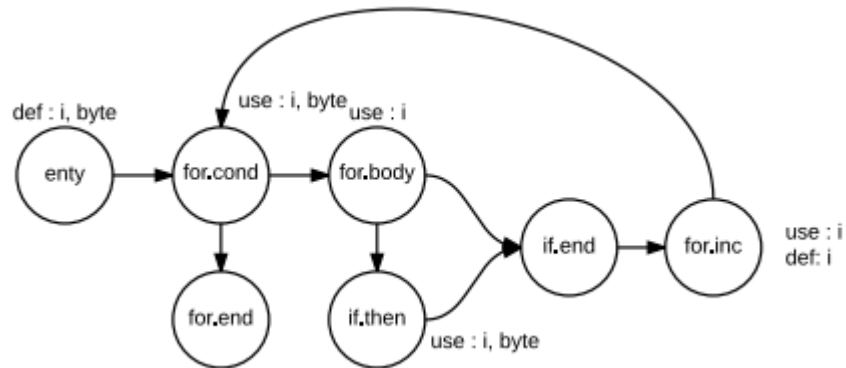 def : i, byte
use : i, byte
use : i
enty
for.cond
for.body
if.end
for.inc
use : i
def: i
for.end
if.then
use : i, byte